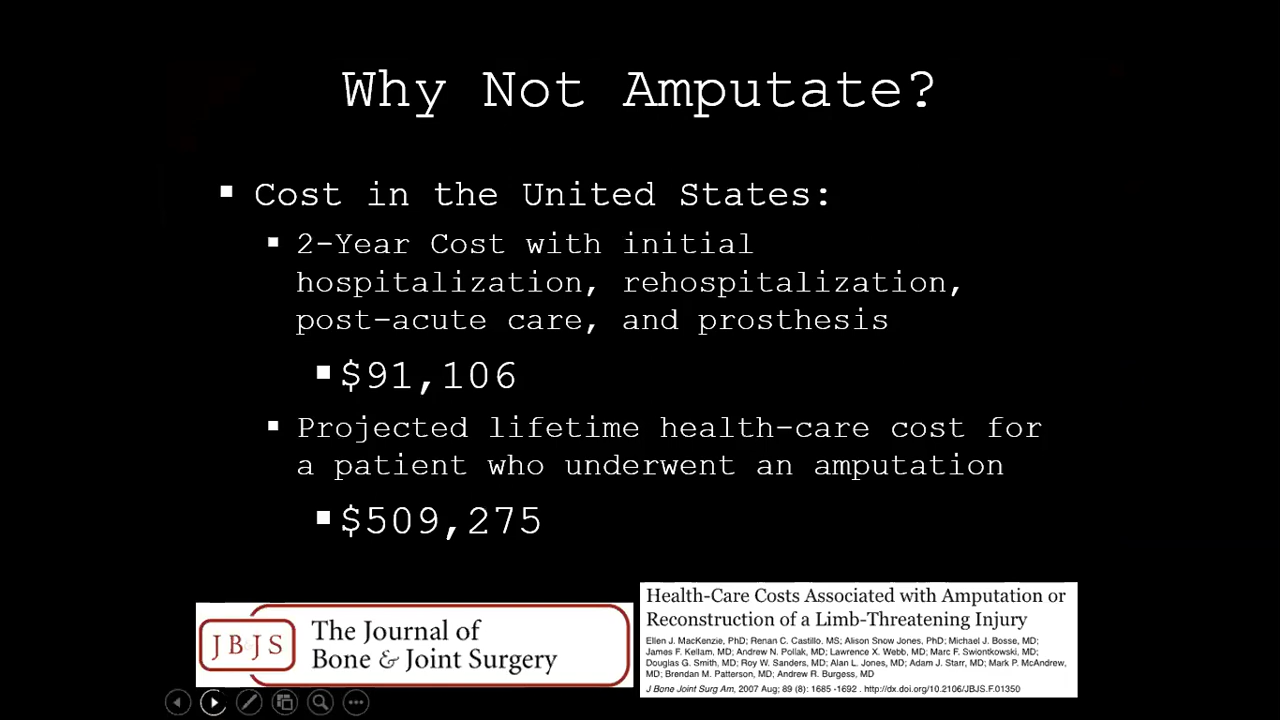 Why Not Amputate?
▪ Cost in the United States:
▪ 2-Year Cost with initial
hospitalization, rehospitalization,
post-acute care, and prosthesis
▪ $91,106
▪ Projected lifetime health-care cost for
a patient who underwent an amputation
▪ $509,275
JBJS
The Journal of
Bone & Joint Surgery
Health-Care Costs Associated with Amputation or
Reconstruction of a Limb-Threatening Injury
Ellen J. MacKenzie, PhD; Renan C. Castillo. MS; Alison Snow Jones, PhD; Michael J. Bosse, MD;
James F. Kellam, MD; Andrew N. Pollak, MD; Lawrence X. Webb, MD; Marc F. Swiontkowski, MD;
Douglas G. Smith, MD; Roy W. Sanders, MD; Alan L. Jones, MD; Adam J. Starr, MD; Mark P. McAndrew,
MD; Brendan M. Patterson, MD; Andrew R. Burgess, MD
J Bone Joint Surg Am, 2007 Aug; 89 (8): 1685 -1692 . http://dx.doi.org/10.2106/JBJS.F.01350